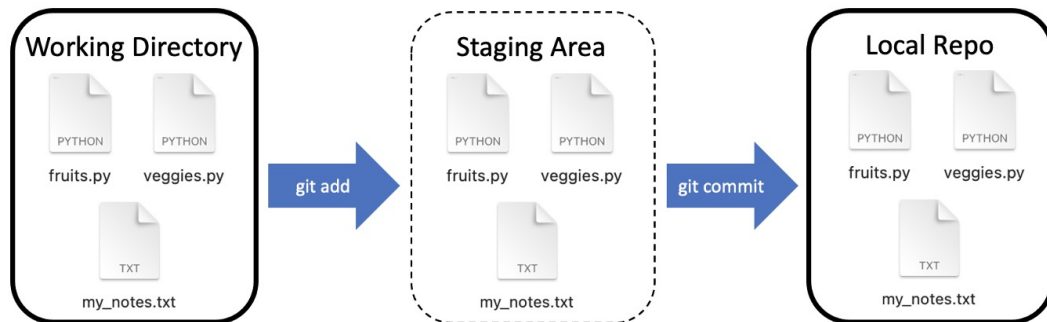 Working Directory
PYTHON
PYTHON
fruits.py
veggies.py
TXT
my_notes.txt
git add
Staging Area
PYTHON
PYTHON
fruits.py
veggies.py
TXT
my_notes.txt
git commit
Local Repo
PYTHON
PYTHON
fruits.py
veggies.py
TXT
my_notes.txt